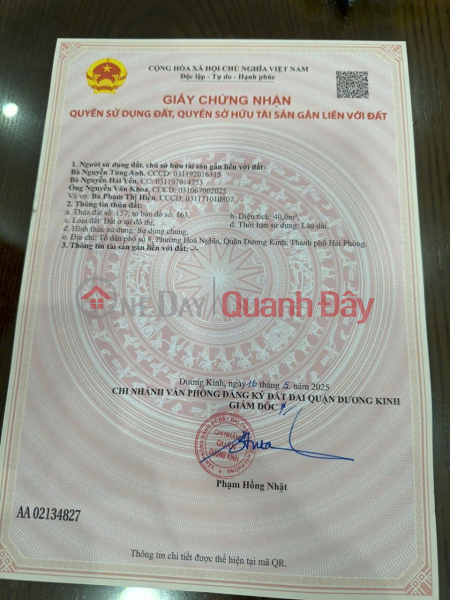 CỘNG HÒA XÃ HỘI CHỦ NGHĨA VIỆT NAM
Độc lập - Tự do - Hạnh phúc
GIẤY CHỨNG NHẬN
QUYỀN SỬ DỤNG ĐẤT, QUYỀN SỞ HỮU TÀI SẢN GẮN LIỀN VỚI ĐẤT
1. Người sử dụng đất, chủ sở hữu tài sản gắn liền với đất:
Bà Nguyễn Tăng Anh, CCCD: 031192016315
Bà Nguyễn Hải Yến, CC: 031197014751
Ông Nguyễn Văn Khoa, CCCD: 031067002025
và Bà Phạm Thị Hiền, CCCD: 031171010807.
2. Thông tin thửa đất:
a. Thửa đất số: 157; tờ bản đồ số: 163, b. Diện tích: 40,0m²,
c. Loại đất: Đất ở tại đô thị; d. Thời hạn sử dụng: Lâu dài.
đ. Hình thức sử dụng: Sử dụng chung,
e. Địa chỉ: Tổ dân phố số 8, Phường Hoà Nghĩa, Quận Dương Kinh, Thành phố Hải Phòng.
3. Thông tin tài sản gắn liền với đất: -/-
ONEDAY Quanh Đây
Dương Kinh, ngày 16 tháng 5 năm 2025
CHI NHÁNH VĂN PHÒNG ĐĂNG KÝ ĐẤT ĐAI QUẬN DƯƠNG KINH
GIÁM ĐỐC
CHI NHÁNH
QUẬN
DƯƠNG KINH
Phạm Hồng Nhật
AA 02134827
Thông tin chi tiết được thể hiện tại mã QR.